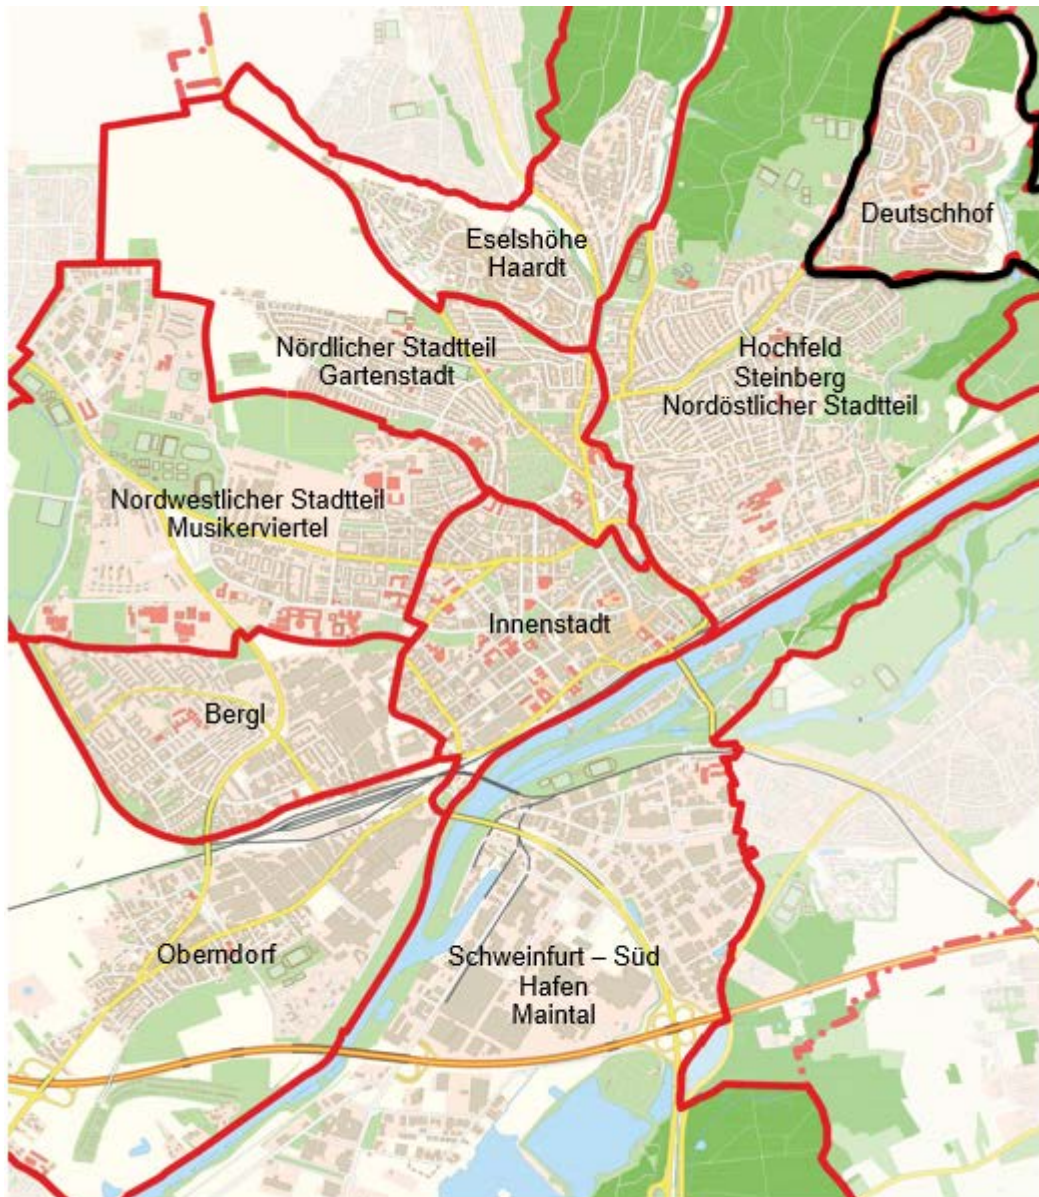 Deutschhof
Eselshöhe
Haardt
Nördlicher Stadtteil
Gartenstadt
Hochfeld
Steinberg
Nordöstlicher Stadtteil
Nordwestlicher Stadtteil
Musikerviertel
Innenstadt
Bergl
Oberndorf
Schweinfurt – Süd
Hafen
Maintal